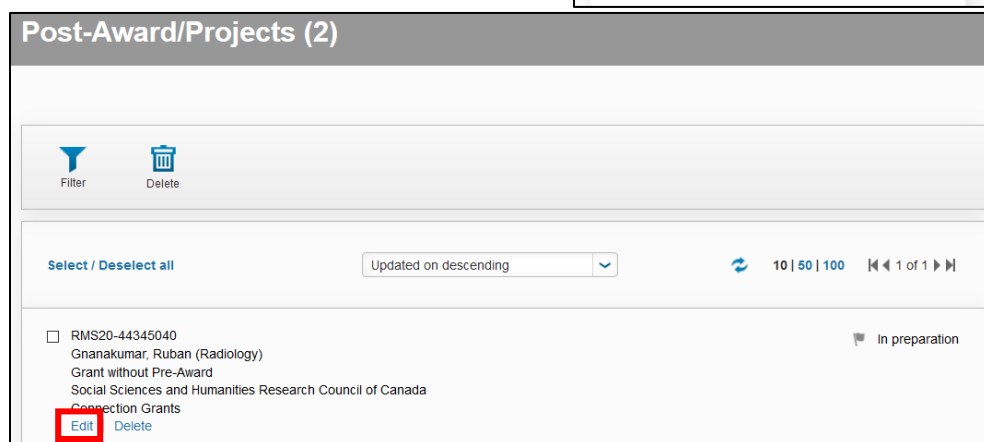 Post-Award/Projects (2)
Filter Delete
Select / Deselect all Updated on descending 10 | 50 | 100 1 of 1
RMS20-44345040 In preparation
Gnanakumar, Ruban (Radiology)
Grant without Pre-Award
Social Sciences and Humanities Research Council of Canada
Connection Grants
Edit Delete